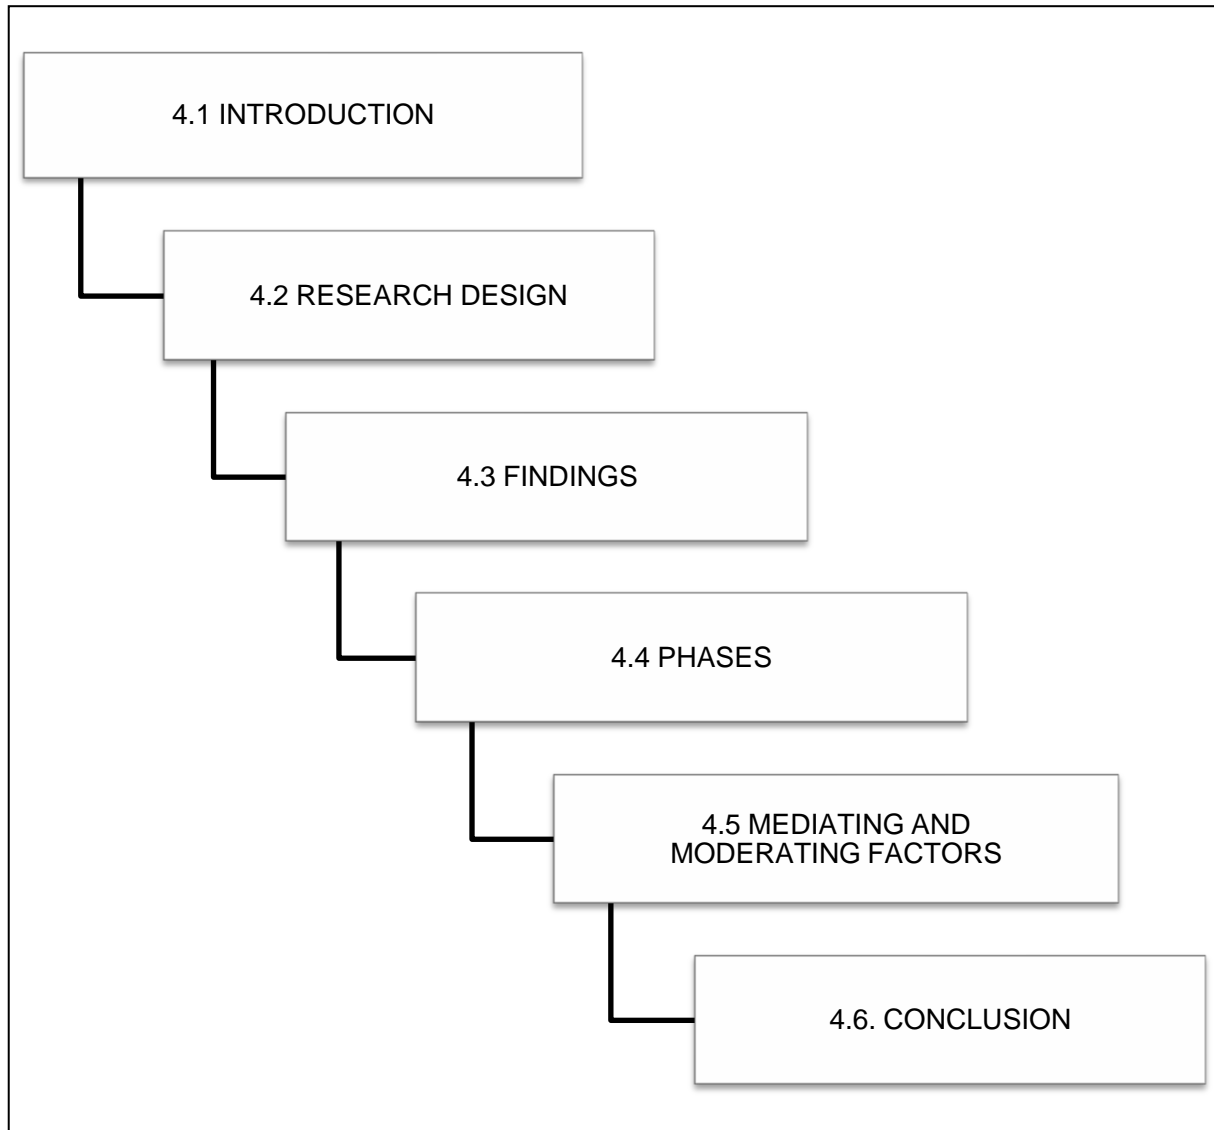 4.1 INTRODUCTION
4.2 RESEARCH DESIGN
4.3 FINDINGS
4.4 PHASES
4.5 MEDIATING AND
MODERATING FACTORS
4.6. CONCLUSION